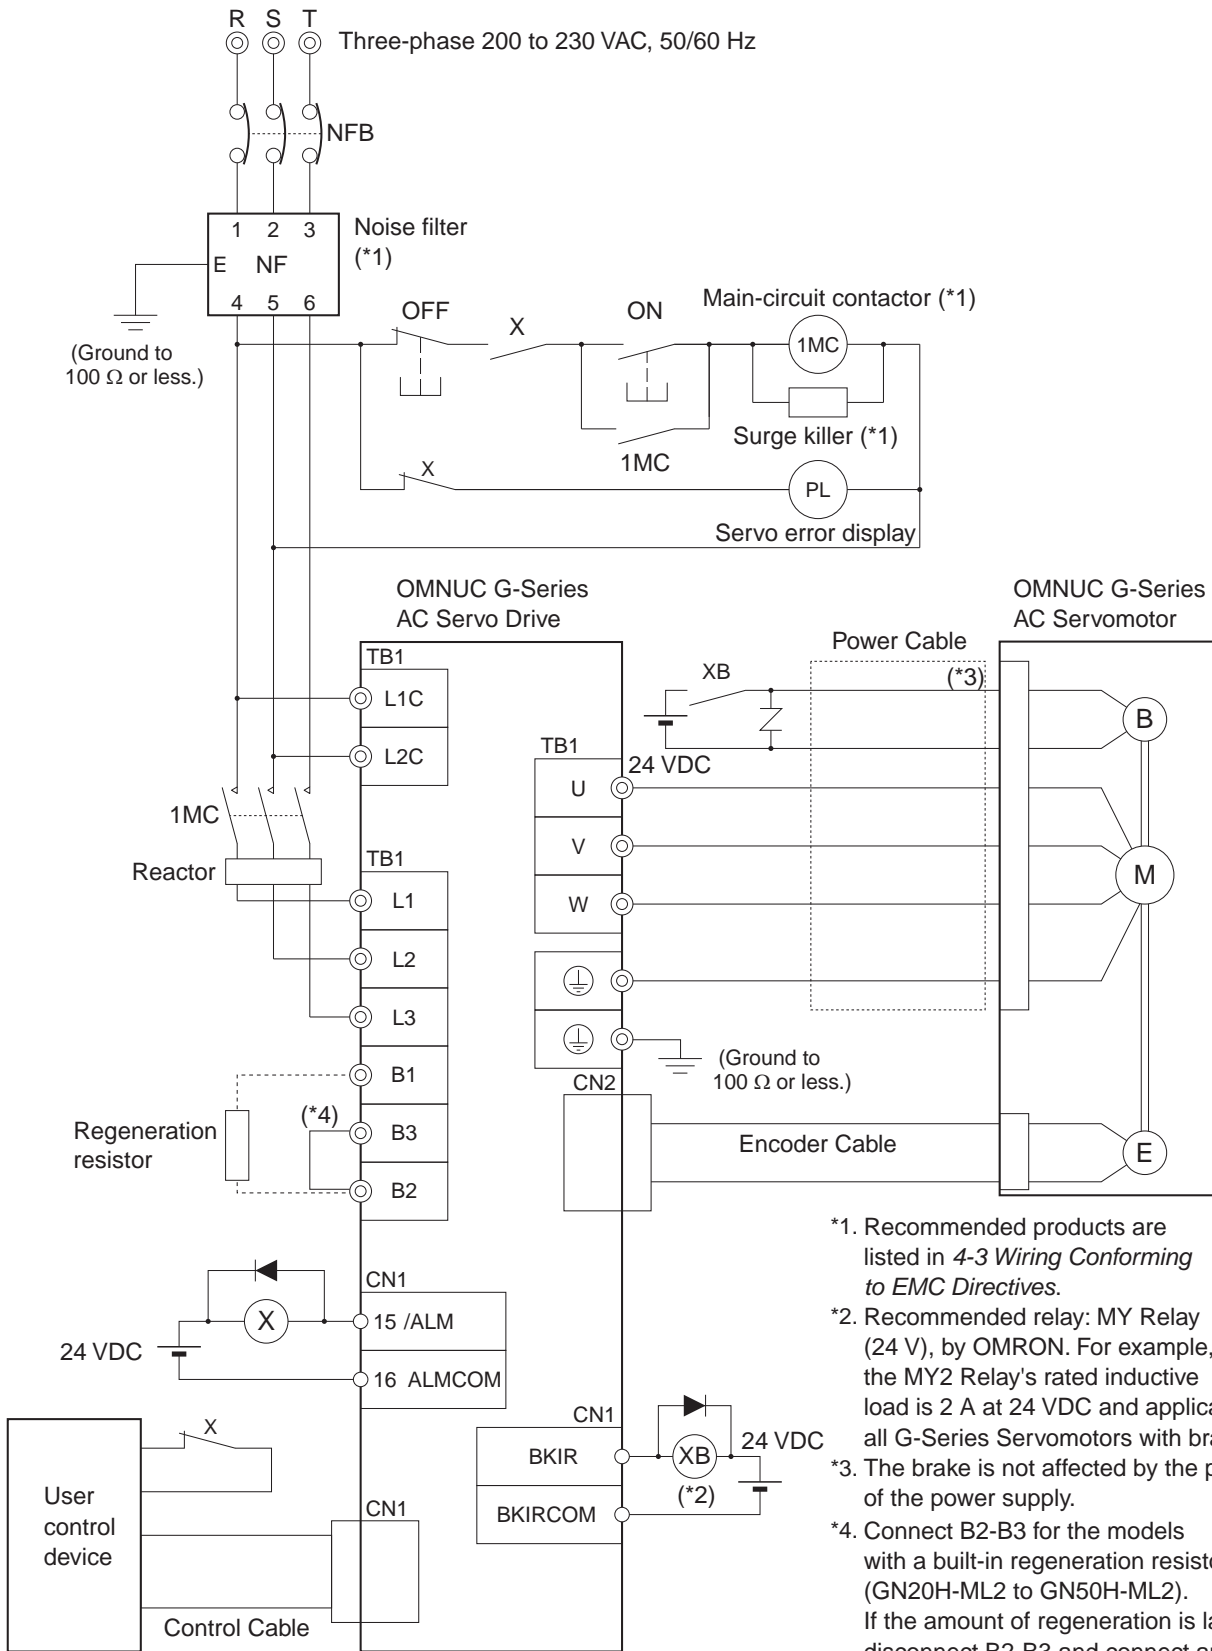 R S T
Three-phase 200 to 230 VAC, 50/60 Hz
NFB
1 2 3
Noise filter
(*1)
E NF
4 5 6
(Ground to
100 Ω or less.)
OFF
X
ON
Main-circuit contactor (*1)
1MC
Surge killer (*1)
1MC
X
PL
Servo error display
OMNUC G-Series
AC Servo Drive
OMNUC G-Series
AC Servomotor
TB1
L1C
L2C
XB
Power Cable
(*3)
B
24 VDC
TB1
U
V
W
M
1MC
Reactor
TB1
L1
L2
L3
B1
B3
B2
(*4)
Regeneration
resistor
(Ground to
100 Ω or less.)
CN2
Encoder Cable
E
CN1
X
15 /ALM
24 VDC
16 ALMCOM
CN1
BKIR
XB
24 VDC
(*2)
BKIRCOM
X
User
control
device
CN1
Control Cable
*1. Recommended products are
listed in 4-3 Wiring Conforming
to EMC Directives.
*2. Recommended relay: MY Relay
(24 V), by OMRON. For example,
the MY2 Relay's rated inductive
load is 2 A at 24 VDC and
all G-Series Servomotors with
*3. The brake is not affected by the
of the power supply.
*4. Connect B2-B3 for the models
with a built-in regeneration
(GN20H-ML2 to GN50H-ML2).
If the amount of regeneration is
disconnect B2-B3 and connect